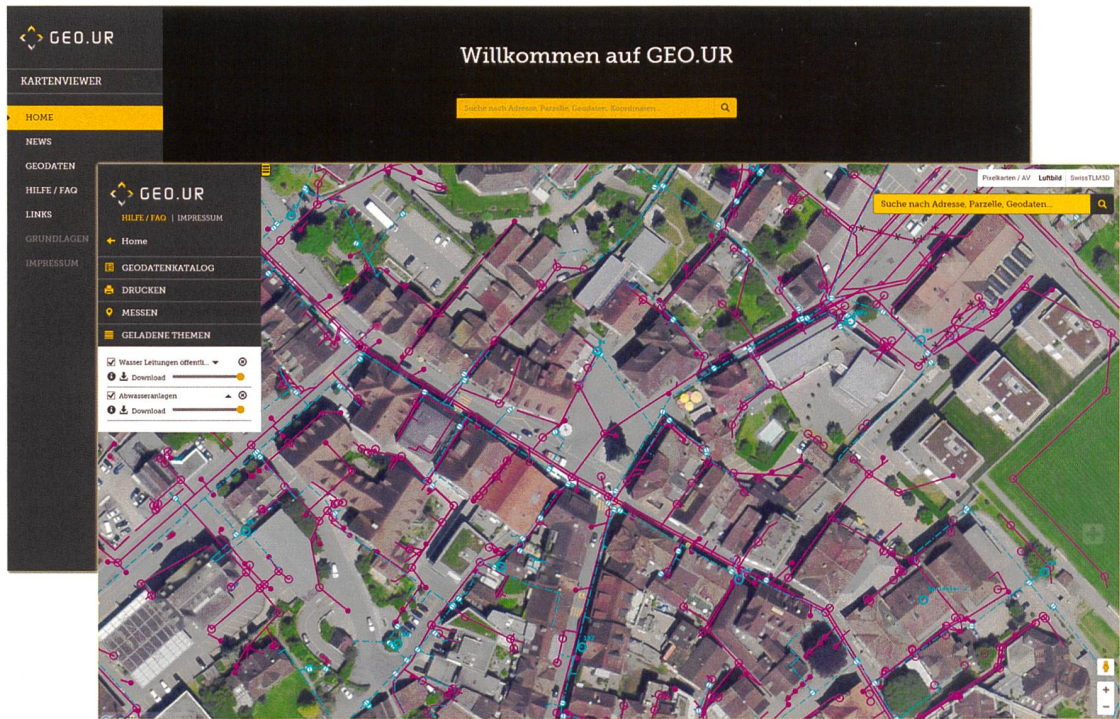 GEO.UR
KARTENVIEWER
HOME
NEWS
GEODATEN
HILFE / FAQ
LINKS
GRUNDLAGEN
IMPRESSUM
Willkommen auf GEO.UR
Suche nach Adresse, Parzelle, Geodaten, Koordinaten...
GEO.UR
HILFE / FAQ | IMPRESSUM
Home
GEODATENKATALOG
DRUCKEN
MESSEN
GELADENE THEMEN
Wasser Leitungen öffentli...
Download
Abwasseranlagen
Download
Pixelkarten / AV Luftbild SwissTLM3D
Suche nach Adresse, Parzelle, Geodaten...